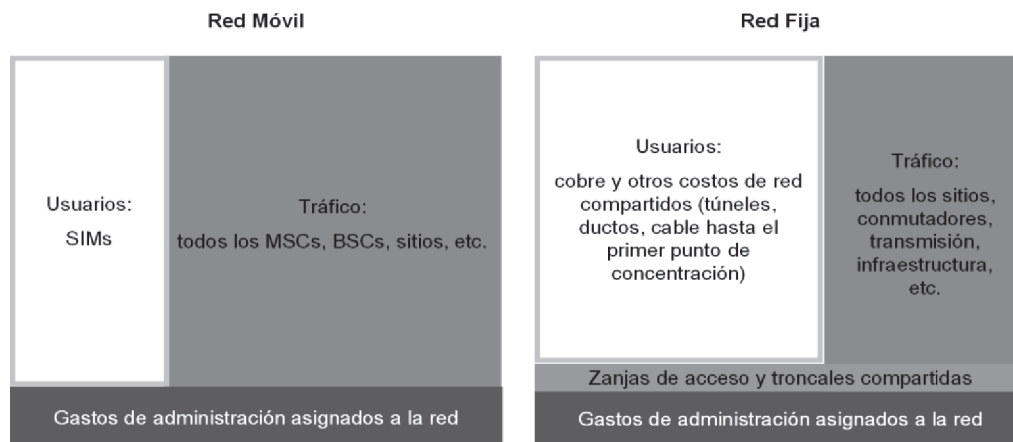 Red Móvil
Usuarios:
SIMs
Tráfico:
todos los MSCs, BSCs, sitios, etc.
Gastos de administración asignados a la red
Red Fija
Usuarios:
cobre y otros costos de red
compartidos (túneles,
ductos, cable hasta el
primer punto de
concentración)
Tráfico:
todos los sitios,
conmutadores,
transmisión,
infraestructura,
etc.
Zanjas de acceso y troncales compartidas
Gastos de administración asignados a la red